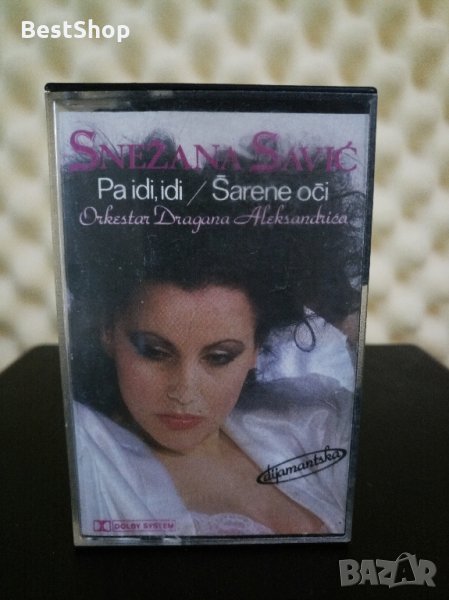 BestShop
SNEŽANA SAVIĆ
Pa idi, idi / Šarene oči
Orkestar Dragana Aleksandrića
dijamantska
DOLBY SYSTEM
BAZAR